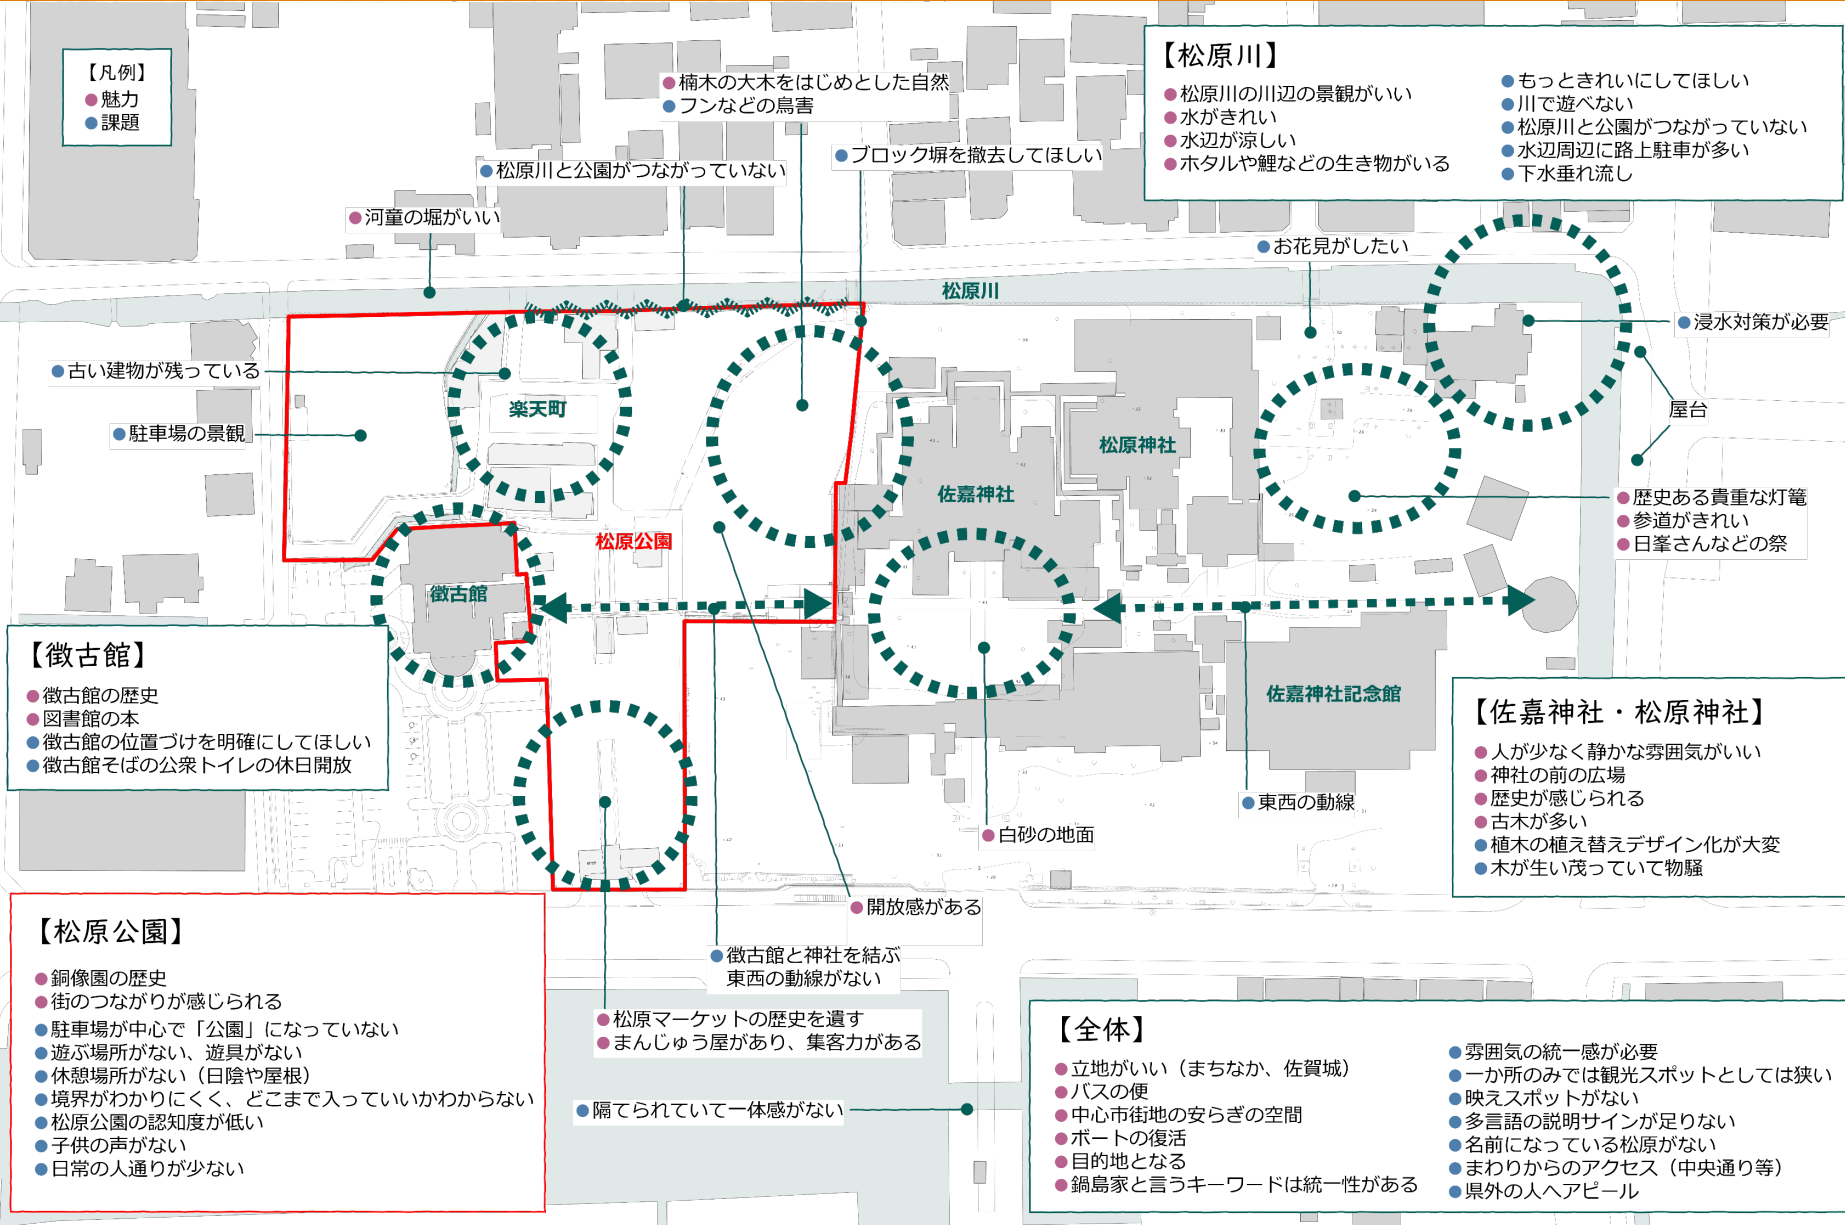 【凡例】
●魅力
●課題
●楠木の大木をはじめとした自然
●フンなどの鳥害
●ブロック塀を撤去してほしい
●松原川と公園がつながっていない
●河童の堀がいい
【松原川】
●松原川の川辺の景観がいい
●水がきれい
●水辺が涼しい
●ホタルや鯉などの生き物がいる
●もっときれいにしてほしい
●川で遊べない
●松原川と公園がつながっていない
●水辺周辺に路上駐車が多い
●下水垂れ流し
●お花見がしたい
松原川
●浸水対策が必要
●古い建物が残っている
楽天町
屋台
●駐車場の景観
松原神社
佐嘉神社
●歴史ある貴重な灯篭
●参道がきれい
●日峯さんなどの祭
松原公園
徴古館
【徴古館】
●徴古館の歴史
●図書館の本
●徴古館の位置づけを明確にしてほしい
●徴古館そばの公衆トイレの休日開放
佐嘉神社記念館
【佐嘉神社・松原神社】
●人が少なく静かな雰囲気がいい
●神社の前の広場
●歴史が感じられる
●古木が多い
●植木の植え替えデザイン化が大変
●木が生い茂っていて物騒
●東西の動線
●白砂の地面
●開放感がある
●徴古館と神社を結ぶ
東西の動線がない
【松原公園】
●銅像園の歴史
●街のつながりが感じられる
●駐車場が中心で「公園」になっていない
●遊ぶ場所がない、遊具がない
●休憩場所がない（日陰や屋根）
●境界がわかりにくく、どこまで入っていいかわからない
●松原公園の認知度が低い
●子供の声がない
●日常の人通りが少ない
●松原マーケットの歴史を遺す
●まんじゅう屋があり、集客力がある
●隔てられていて一体感がない
【全体】
●立地がいい（まちなか、佐賀城）
●バスの便
●中心市街地の安らぎの空間
●ボートの復活
●目的地となる
●鍋島家と言うキーワードは統一性がある
●雰囲気の統一感が必要
●一か所のみでは観光スポットとしては狭い
●映えスポットがない
●多言語の説明サインが足りない
●名前になっている松原がない
●まわりからのアクセス（中央通り等）
●県外の人へアピール